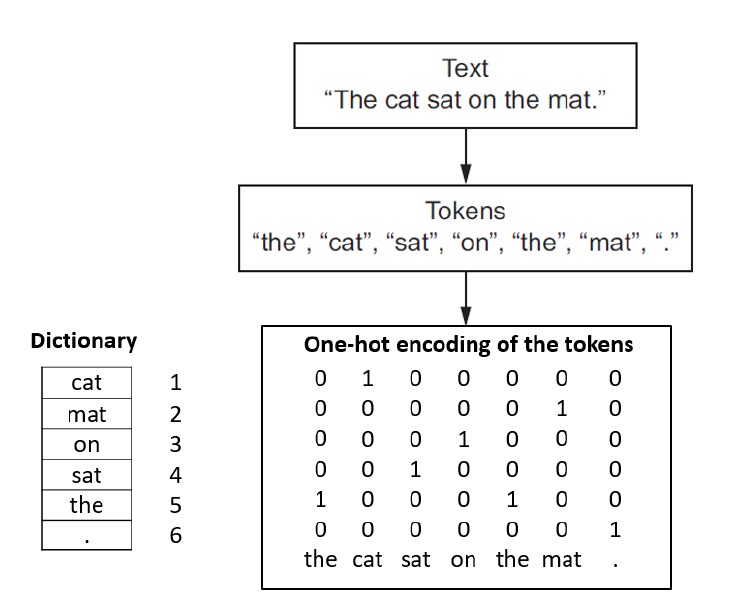 Text
“The cat sat on the mat.”
Tokens
“the”, “cat”, “sat”, “on”, “the”, “mat”, “.”
Dictionary
cat 1
mat 2
on 3
sat 4
the 5
. 6
One-hot encoding of the tokens
0 1 0 0 0 0 0
0 0 0 0 0 1 0
0 0 0 1 0 0 0
0 0 1 0 0 0 0
1 0 0 0 1 0 0
0 0 0 0 0 0 1
the cat sat on the mat .